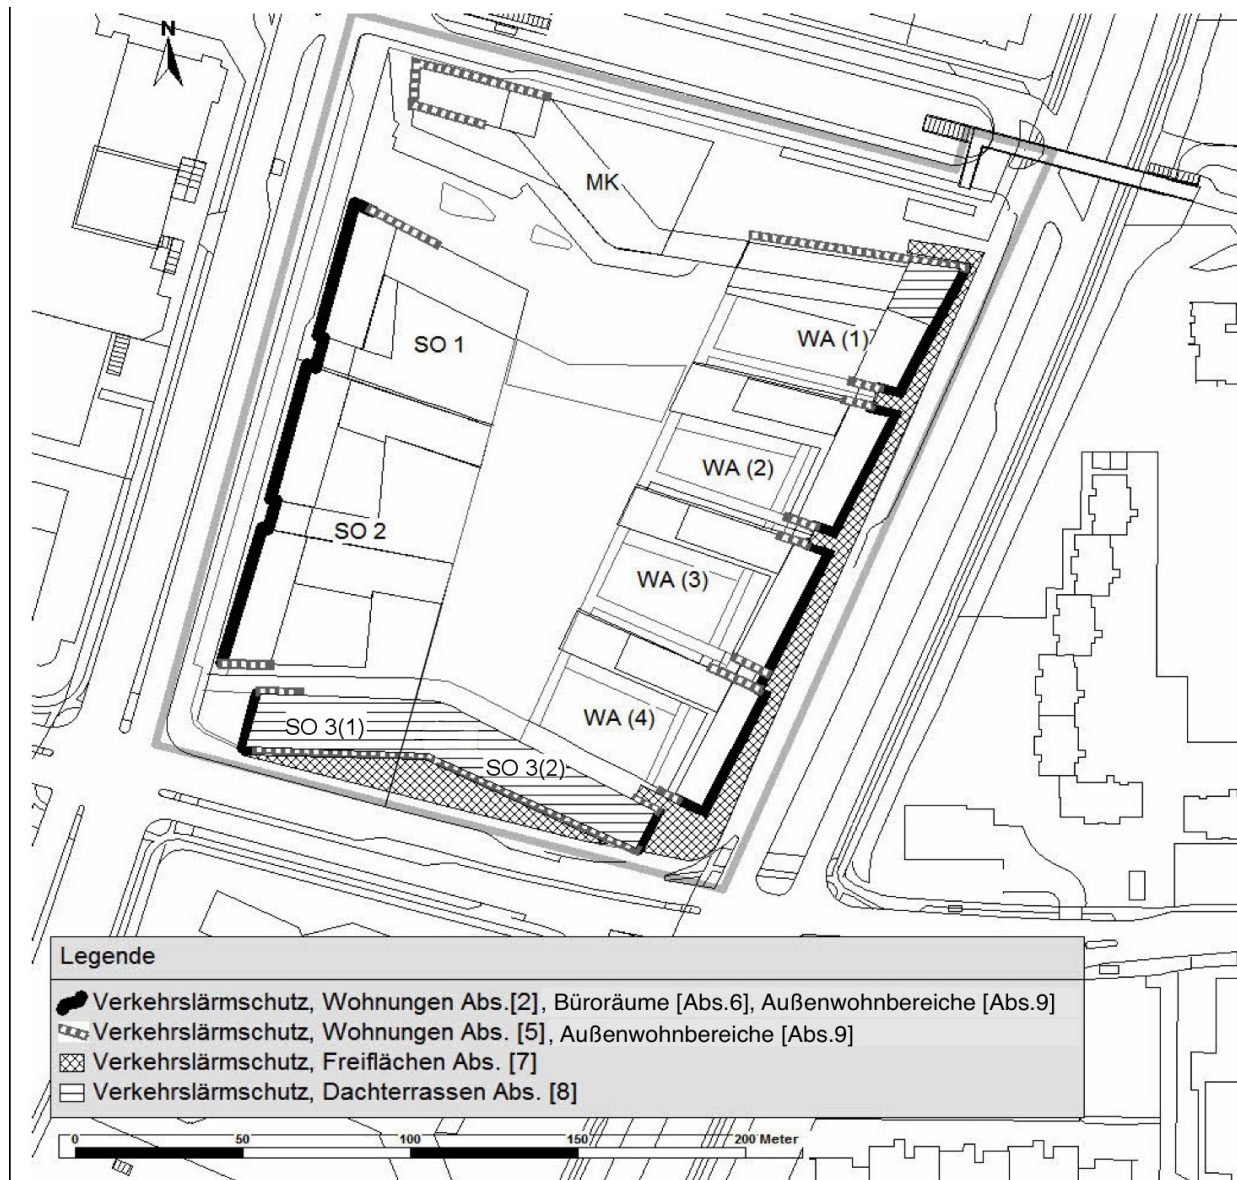 N
MK
SO 1
WA (1)
WA (2)
SO 2
WA (3)
WA (4)
SO 3(1)
SO 3(2)
Legende
Verkehrslärmschutz, Wohnungen Abs.[2], Büroräume [Abs.6], Außenwohnbereiche [Abs.9]
Verkehrslärmschutz, Wohnungen Abs. [5], Außenwohnbereiche [Abs.9]
Verkehrslärmschutz, Freiflächen Abs. [7]
Verkehrslärmschutz, Dachterrassen Abs. [8]
0 50 100 150 200 Meter